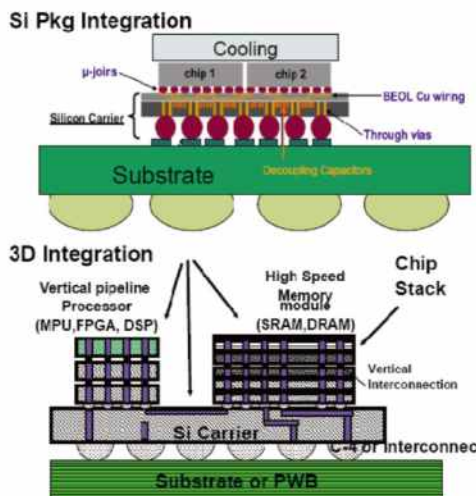 Si Pkg Integration
Cooling
μ-joirs
chip 1
chip 2
BEOL Cu wiring
Silicon Carrier
Through vias
Decoupling Capacitors
Substrate
3D Integration
Vertical pipeline
Processor
(MPU,FPGA, DSP)
High Speed
Memory
module
(SRAM,DRAM)
Chip
Stack
Vertical
Interconnection
Si Carrier
C-4 or Interconnec
Substrate or PWB